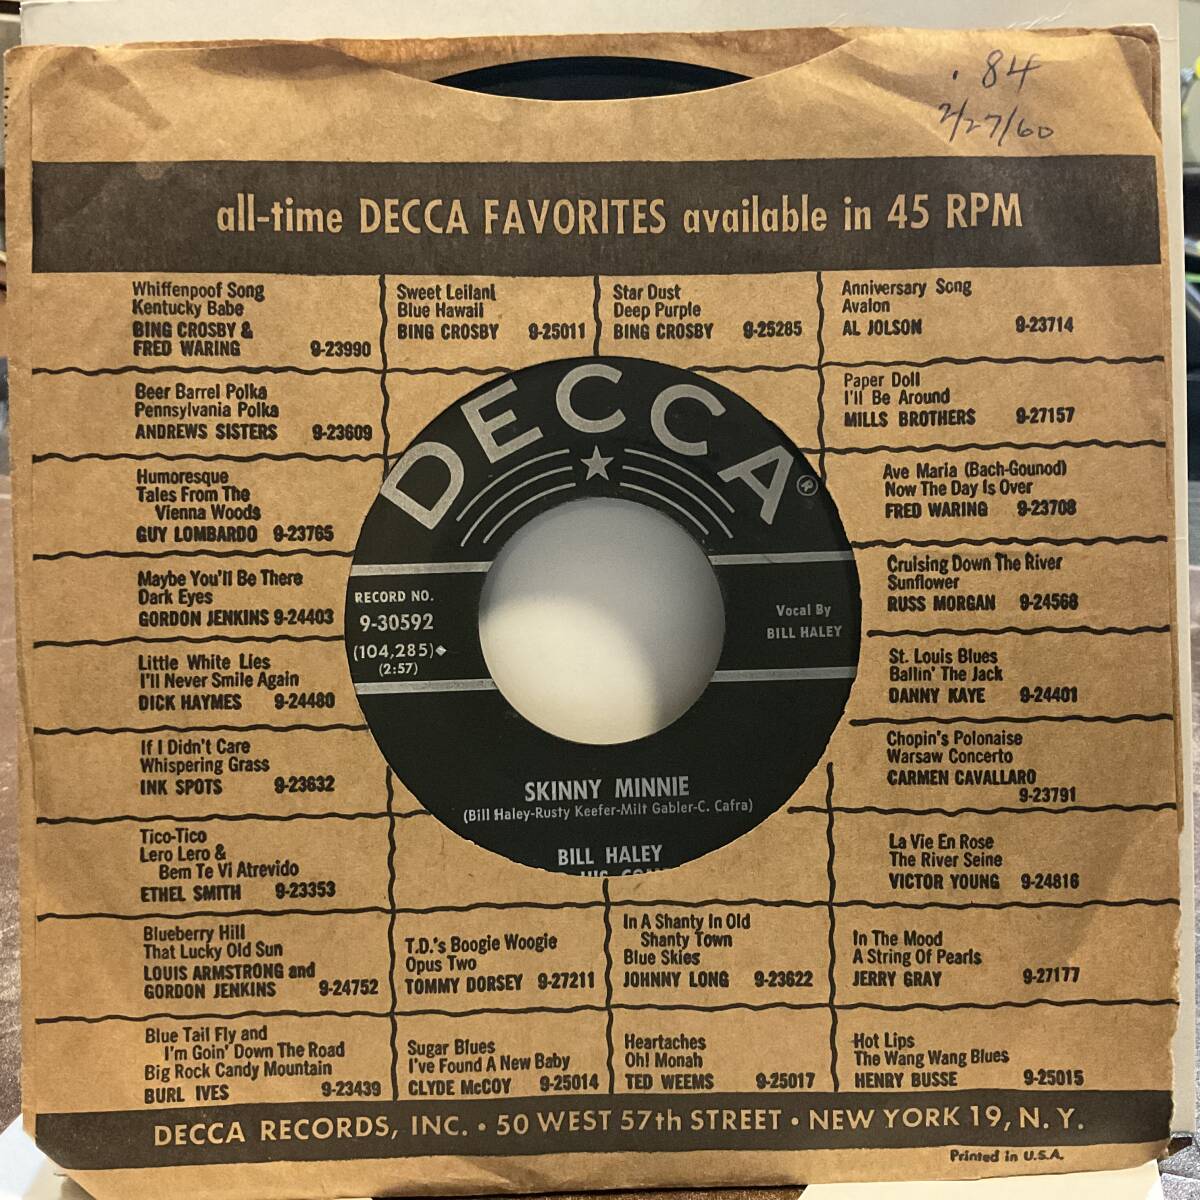 . 84
2/27/60
all-time DECCA FAVORITES available in 45 RPM
Whiffenpoof Song
Kentucky Babe
BING CROSBY &
FRED WARING 9-23990
Sweet Leilani
Blue Hawaii
BING CROSBY 9-25011
Star Dust
Deep Purple
BING CROSBY 9-25285
Anniversary Song
Avalon
AL JOLSON 9-23714
Beer Barrel Polka
Pennsylvania Polka
ANDREWS SISTERS 9-23609
Paper Doll
I'll Be Around
MILLS BROTHERS 9-27157
Humoresque
Tales From The
Vienna Woods
GUY LOMBARDO 9-23765
Ave Maria (Bach-Gounod)
Now The Day Is Over
FRED WARING 9-23708
Maybe You'll Be There
Dark Eyes
GORDON JENKINS 9-24403
Cruising Down The River
Sunflower
RUSS MORGAN 9-24568
Little White Lies
I'll Never Smile Again
DICK HAYMES 9-24480
St. Louis Blues
Ballin' The Jack
DANNY KAYE 9-24401
If I Didn't Care
Whispering Grass
INK SPOTS 9-23632
Chopin's Polonaise
Warsaw Concerto
CARMEN CAVALLARO
9-23791
Tico-Tico
Lero Lero &
Bem Te Vi Atrevido
ETHEL SMITH 9-23353
La Vie En Rose
The River Seine
VICTOR YOUNG 9-24816
DECCA ®
RECORD NO.
9-30592
(104,285)◆
(2:57)
Vocal By
BILL HALEY
SKINNY MINNIE
(Bill Haley-Rusty Keefer-Milt Gabler-C. Cafra)
BILL HALEY
HIS
Blueberry Hill
That Lucky Old Sun
LOUIS ARMSTRONG and
GORDON JENKINS 9-24752
T.D.'s Boogie Woogie
Opus Two
TOMMY DORSEY 9-27211
In A Shanty In Old
Shanty Town
Blue Skies
JOHNNY LONG 9-23622
In The Mood
A String Of Pearls
JERRY GRAY 9-27177
Blue Tail Fly and
I'm Goin' Down The Road
Big Rock Candy Mountain
BURL IVES 9-23439
Sugar Blues
I've Found A New Baby
CLYDE McCOY 9-25014
Heartaches
Oh! Monah
TED WEEMS 9-25017
Hot Lips
The Wang Wang Blues
HENRY BUSSE 9-25015
DECCA RECORDS, INC. • 50 WEST 57th STREET • NEW YORK 19, N. Y.
Printed in U.S.A.